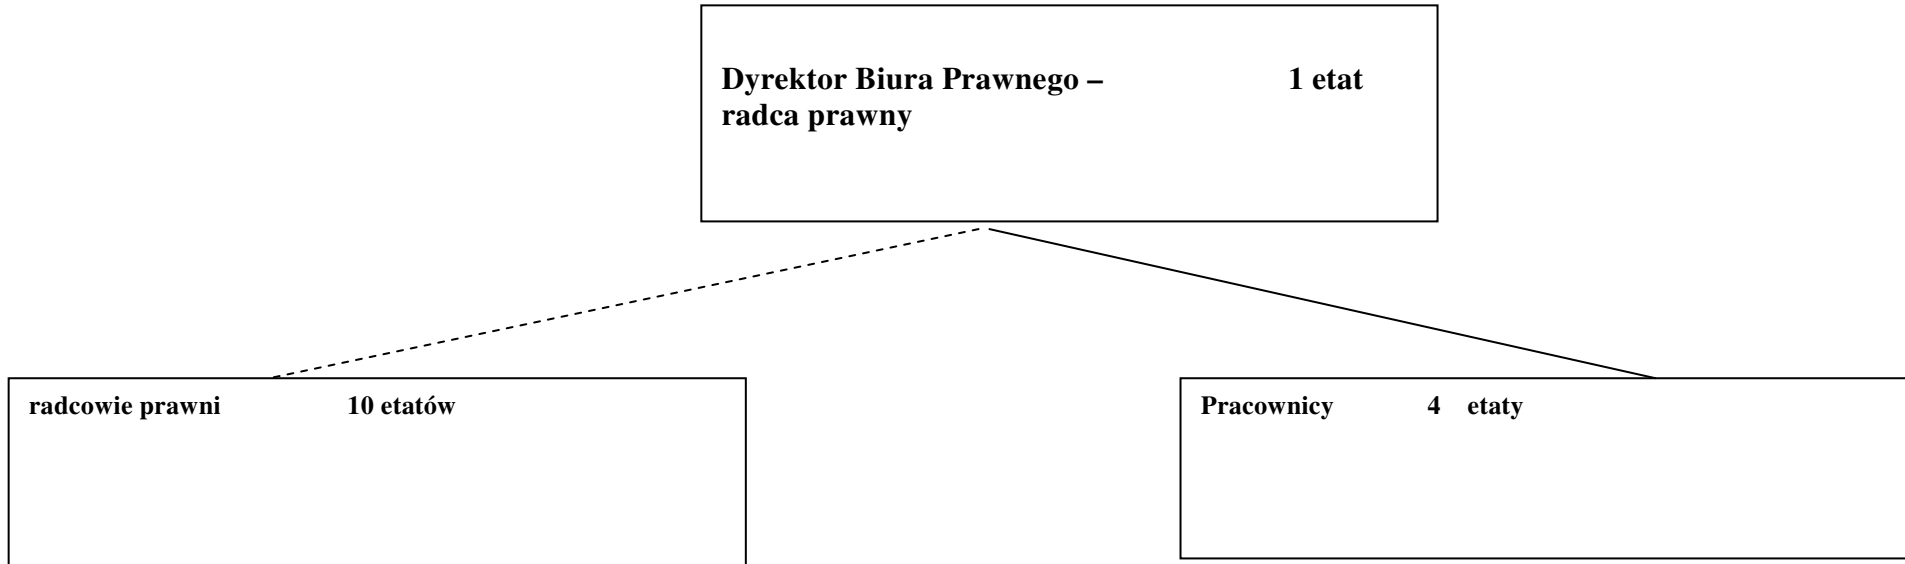 Dyrektor Biura Prawnego – 1 etat
radca prawny
radcowie prawni 10 etatów
Pracownicy 4 etaty